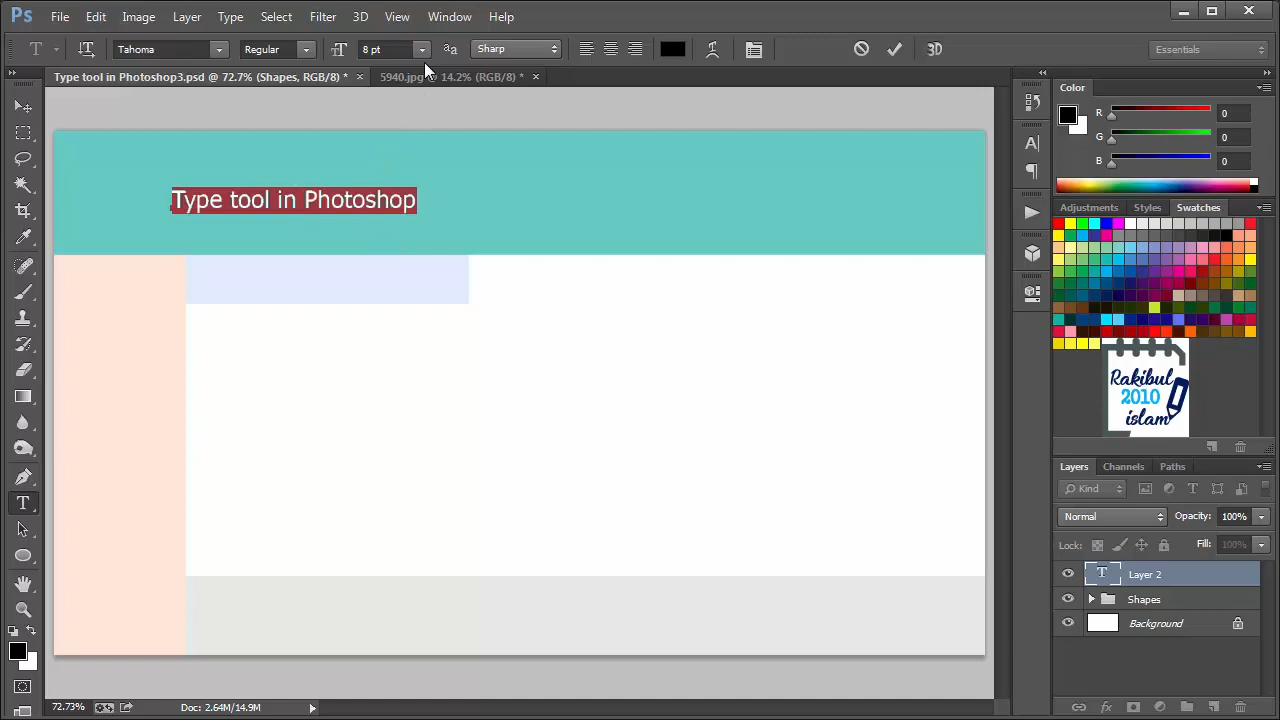 Ps File Edit Image Layer Type Select Filter 3D View Window Help
T Tahoma Regular 8 pt Sharp 3D Essentials
Type tool in Photoshop3.psd @ 72.7% (Shapes, RGB/8) * × 5940.jpg @ 14.2% (RGB/8) * ×
Color
R 0
G 0
B 0
Type tool in Photoshop
Adjustments Styles Swatches
Rakibul
2010
islam
Layers Channels Paths
Kind
Normal Opacity: 100%
Lock: Fill: 100%
T Layer 2
Shapes
Background
72.73% Doc: 2.64M/14.9M